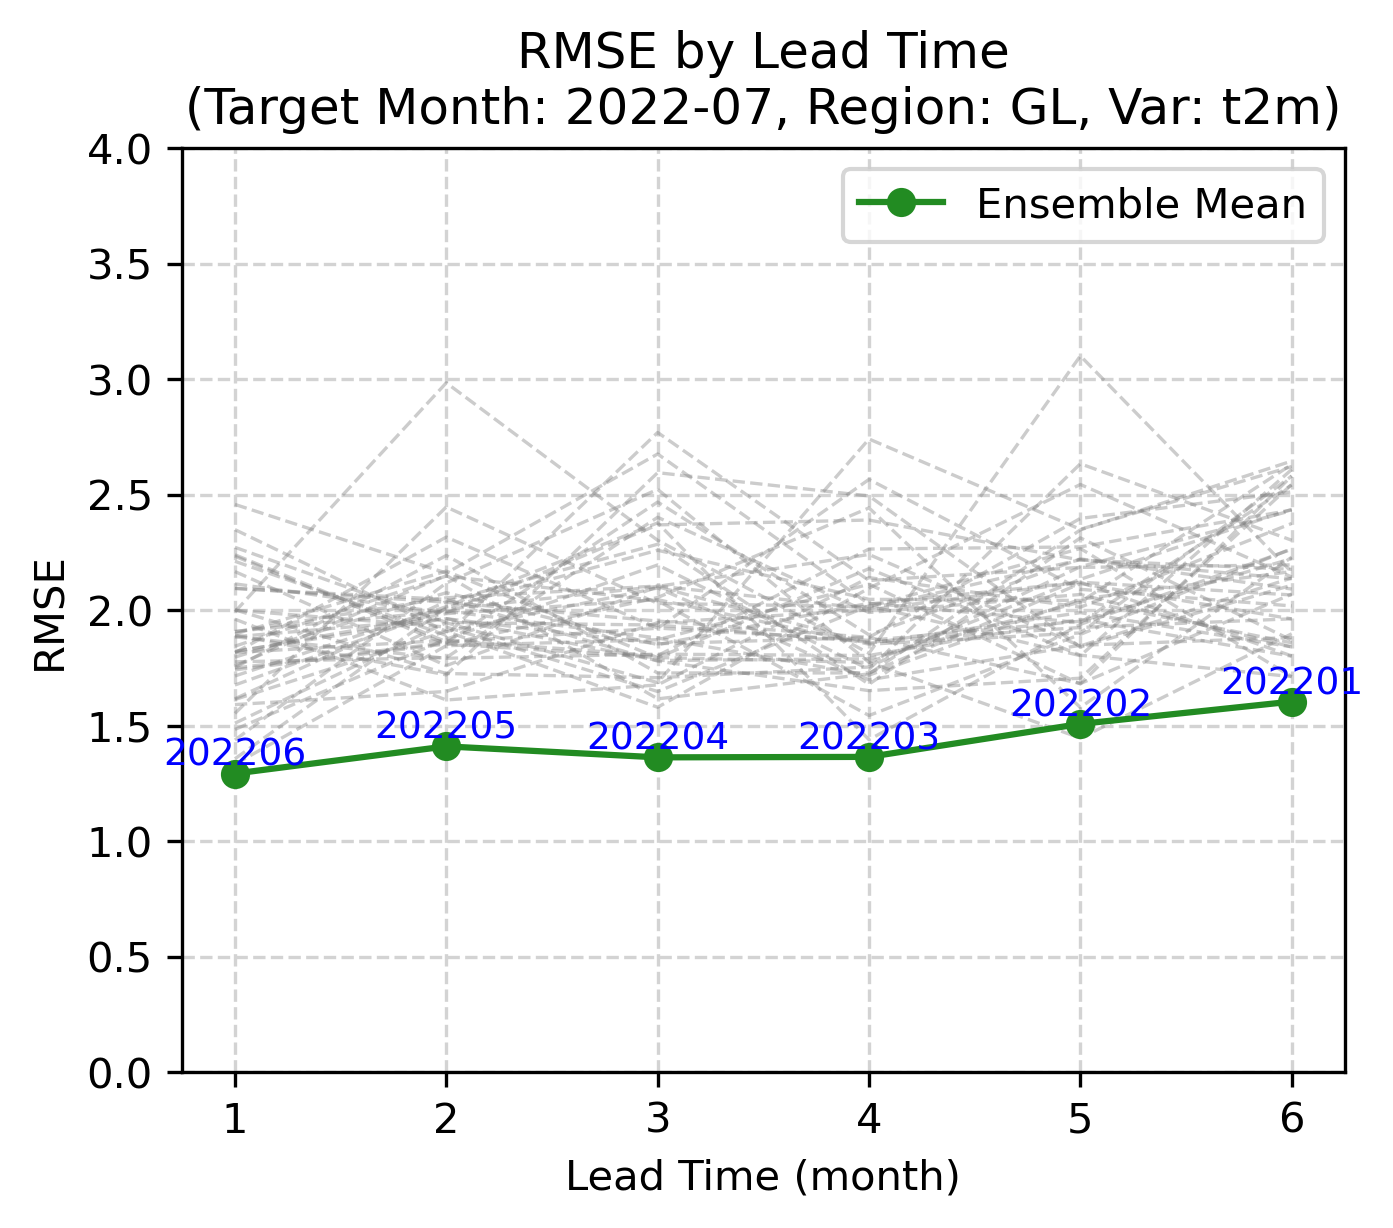 RMSE by Lead Time
(Target Month: 2022-07, Region: GL, Var: t2m)
Ensemble Mean
RMSE
4.0
3.5
3.0
2.5
2.0
1.5
1.0
0.5
0.0
202206
202205
202204
202203
202202
202201
1 2 3 4 5 6
Lead Time (month)